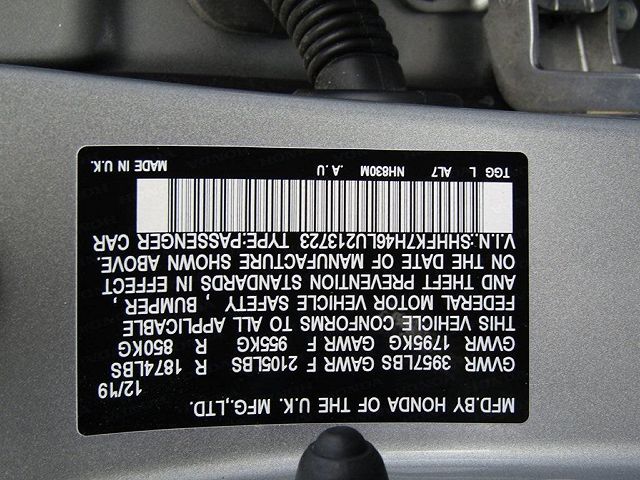 MFD.BY HONDA OF THE U.K. MFG.,LTD.
12/19
GVWR 3957LBS GAWR F 2105LBS R 1874LBS
GVWR 1795KG GAWR F 955KG R 850KG
THIS VEHICLE CONFORMS TO ALL APPLICABLE
FEDERAL MOTOR VEHICLE SAFETY , BUMPER ,
AND THEFT PREVENTION STANDARDS IN EFFECT
ON THE DATE OF MANUFACTURE SHOWN ABOVE.
V.I.N:SHHFK7H46LU213723 TYPE:PASSENGER CAR
TGG L AL7 NH830M .A.U MADE IN U.K.